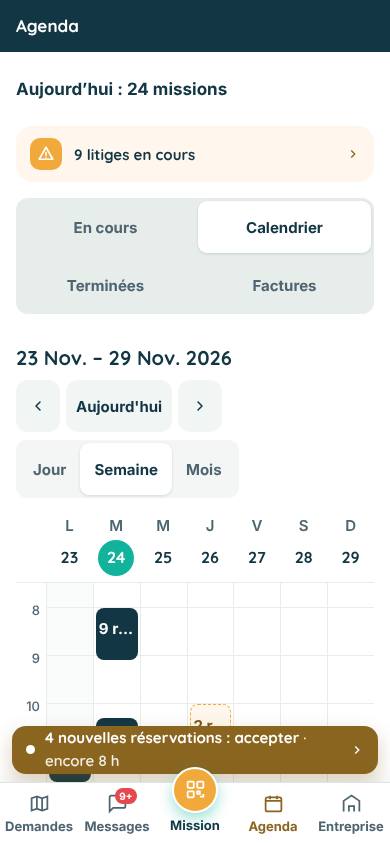 Agenda
Aujourd’hui : 24 missions
9 litiges en cours
En cours
Calendrier
Terminées
Factures
23 Nov. – 29 Nov. 2026
Aujourd'hui
Jour Semaine Mois
L M M J V S D
23 24 25 26 27 28 29
8
9 r…
9
10
4 nouvelles réservations : accepter ·
encore 8 h
9+
Demandes Messages Mission Agenda Entreprise